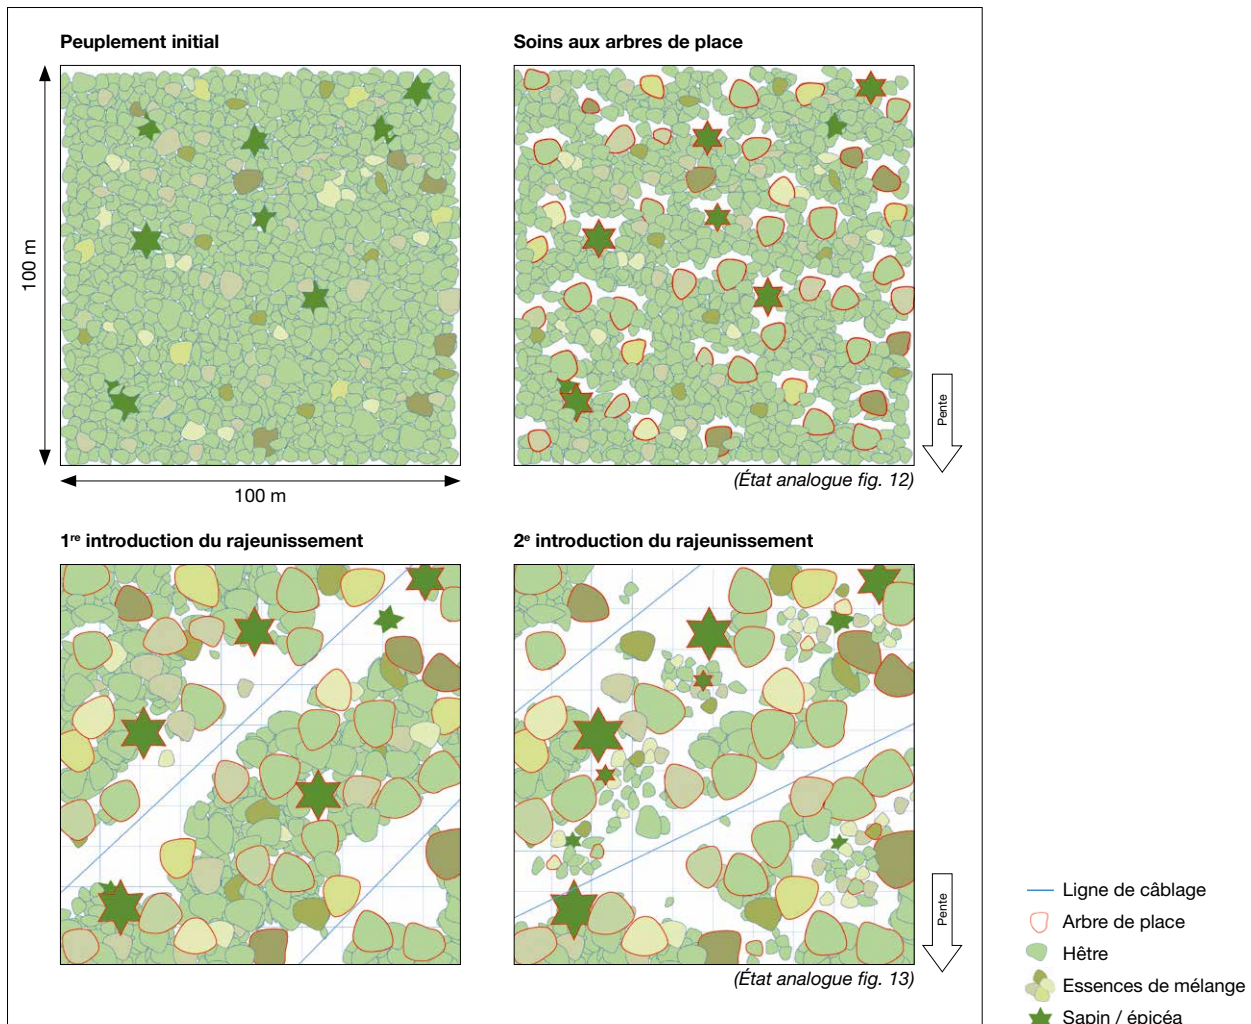 Peuplement initial
Soins aux arbres de place
100 m
100 m
Pente
(État analogue fig. 12)
1re introduction du rajeunissement
2e introduction du rajeunissement
Pente
(État analogue fig. 13)
Ligne de câblage
Arbre de place
Hêtre
Essences de mélange
Sapin / épicéa